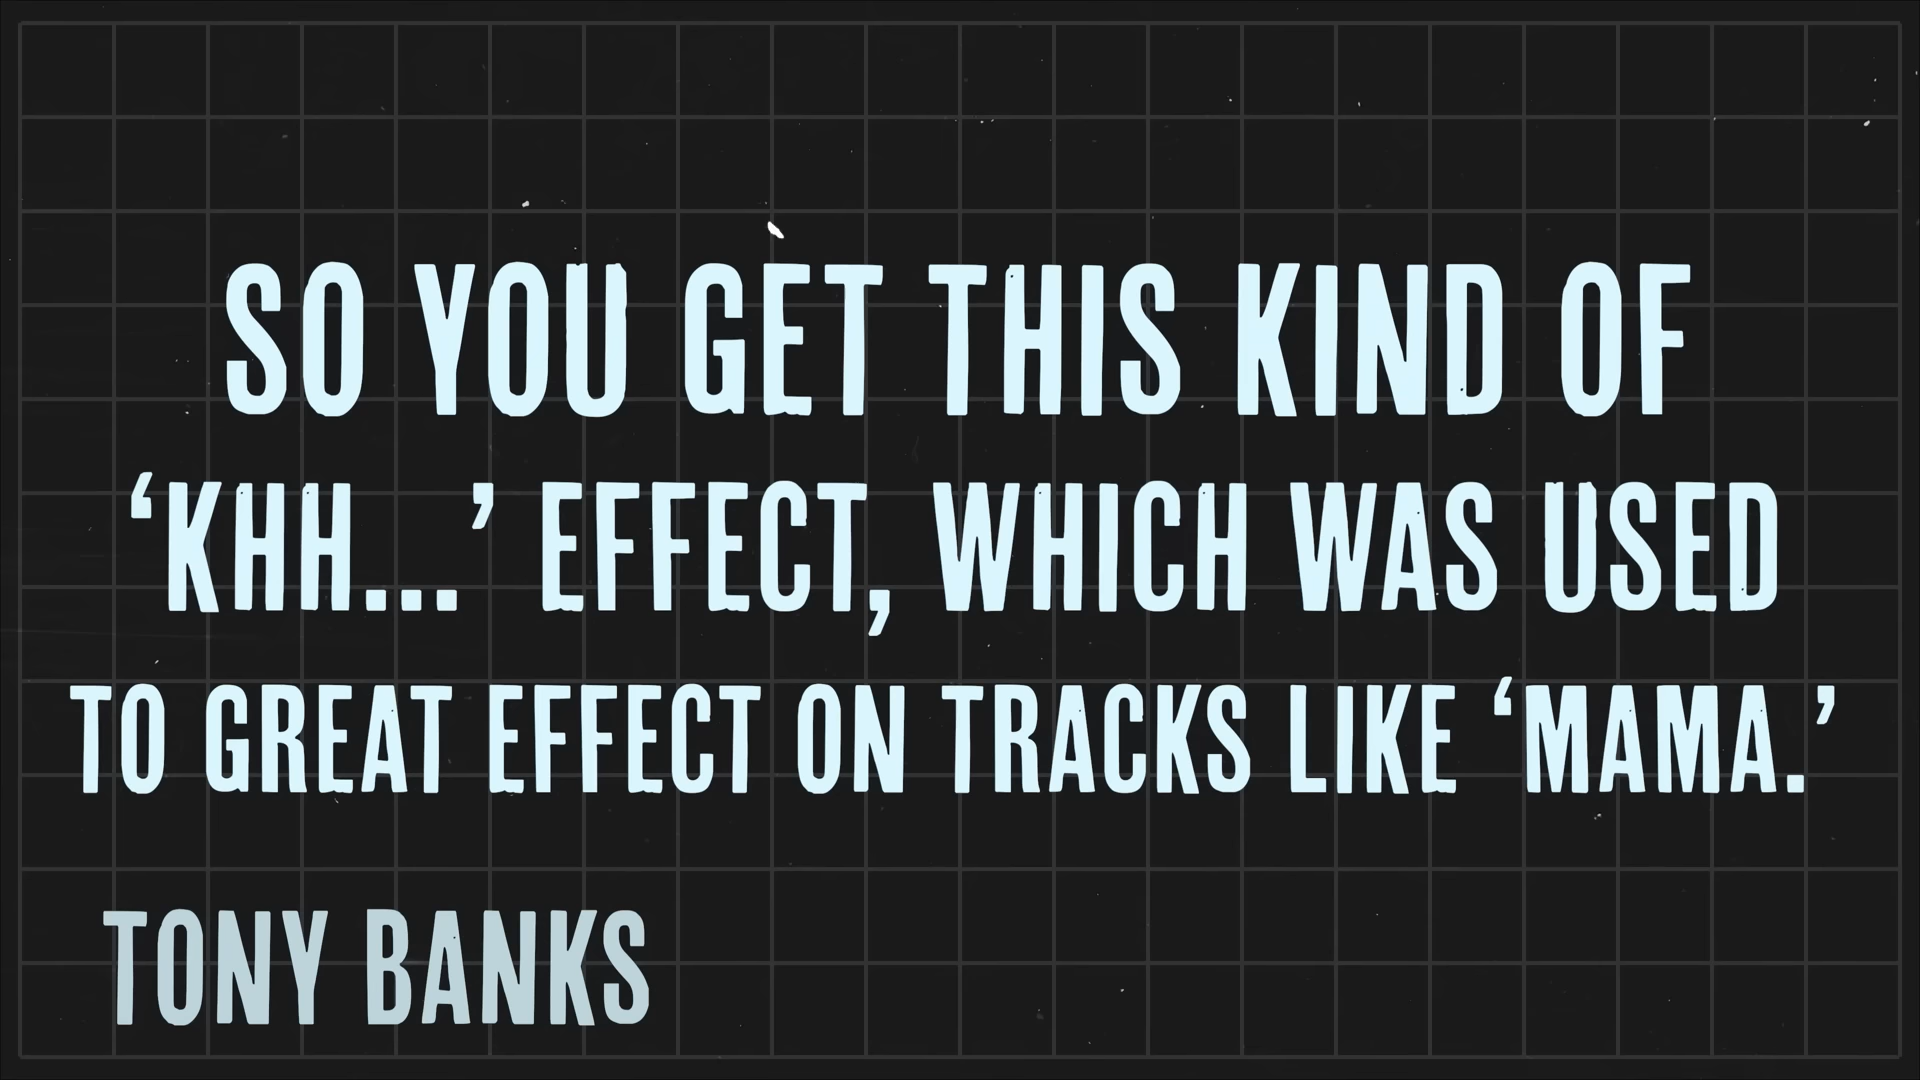 SO YOU GET THIS KIND OF
‘KHH...’ EFFECT, WHICH WAS USED
TO GREAT EFFECT ON TRACKS LIKE ‘MAMA.’
TONY BANKS